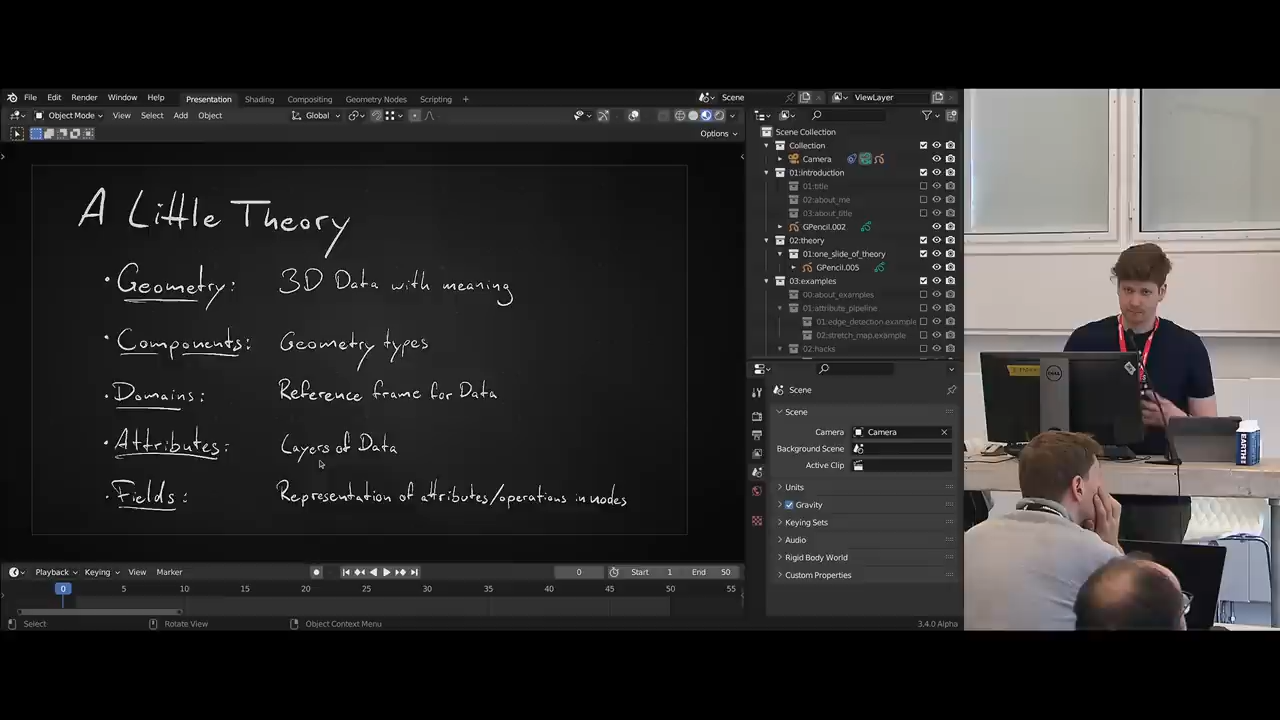 File Edit Render Window Help Presentation Shading Compositing Geometry Nodes Scripting + Scene ViewLayer
Object Mode View Select Add Object Global
Options
A Little Theory
· Geometry: 3D Data with meaning
· Components: Geometry types
· Domains: Reference frame for Data
· Attributes: Layers of Data
· Fields: Representation of attributes/operations in nodes
Scene Collection
Collection
Camera
01:introduction
01:title
02:about_me
03:about_title
GPencil.002
02:theory
01:one_slide_of_theory
GPencil.005
03:examples
00:about_examples
01:attribute_pipeline
01:edge_detection.example
02:stretch_map.example
02:hacks
Scene
Scene
Camera Camera
Background Scene
Active Clip
Units
Gravity
Keying Sets
Audio
Rigid Body World
Custom Properties
Playback Keying View Marker 0 Start 1 End 50
0 5 10 15 20 25 30 35 40 45 50 55
Select Rotate View Object Context Menu 3.4.0 Alpha
DELL
EARTH